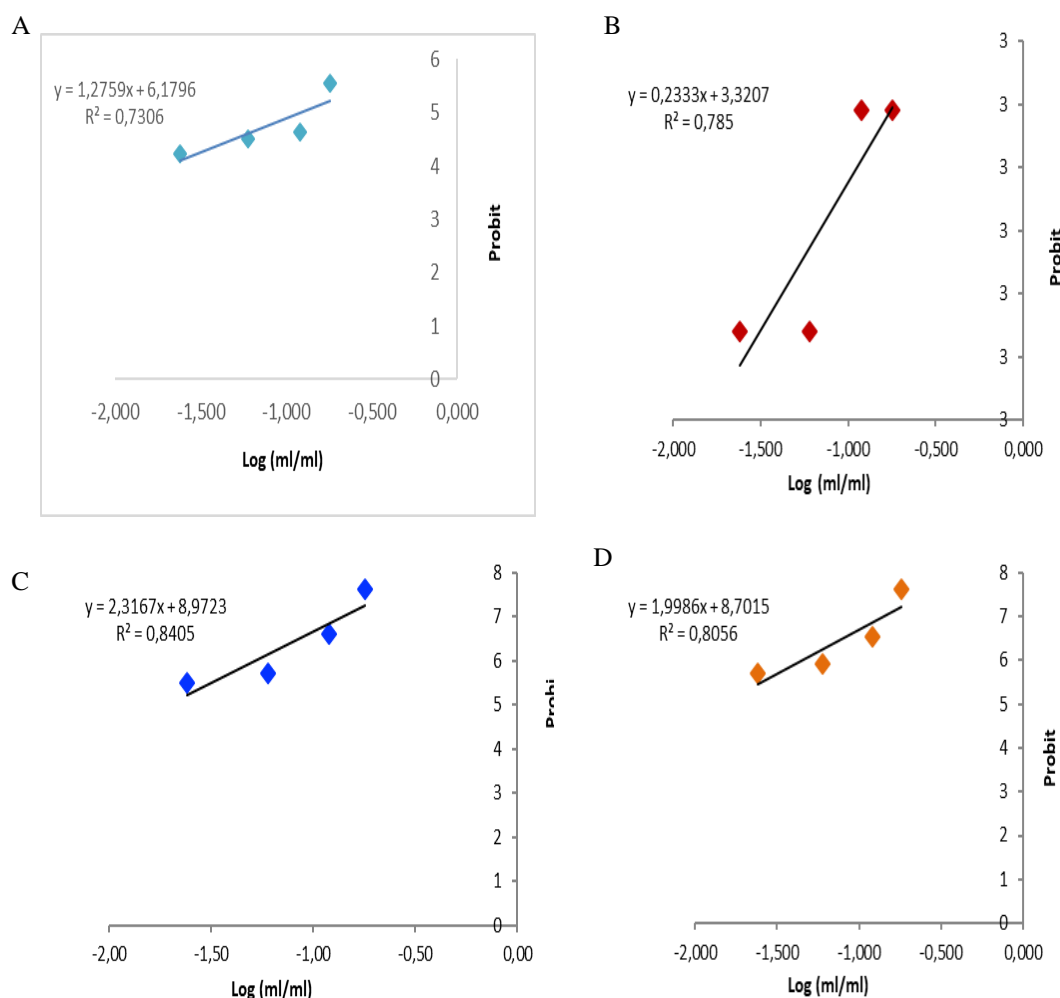 A
y = 1,2759x + 6,1796
R² = 0,7306
6
5
4
3
2
1
0
Probit
-2,000 -1,500 -1,000 -0,500 0,000
Log (ml/ml)
B
y = 0,2333x + 3,3207
R² = 0,785
3
3
3
3
3
3
3
Probit
-2,000 -1,500 -1,000 -0,500 0,000
Log (ml/ml)
C
y = 2,3167x + 8,9723
R² = 0,8405
8
7
6
5
4
3
2
1
0
Probi
-2,00 -1,50 -1,00 -0,50 0,00
Log (ml/ml)
D
y = 1,9986x + 8,7015
R² = 0,8056
8
7
6
5
4
3
2
1
0
Probit
-2,000 -1,500 -1,000 -0,500 0,000
Log (ml/ml)